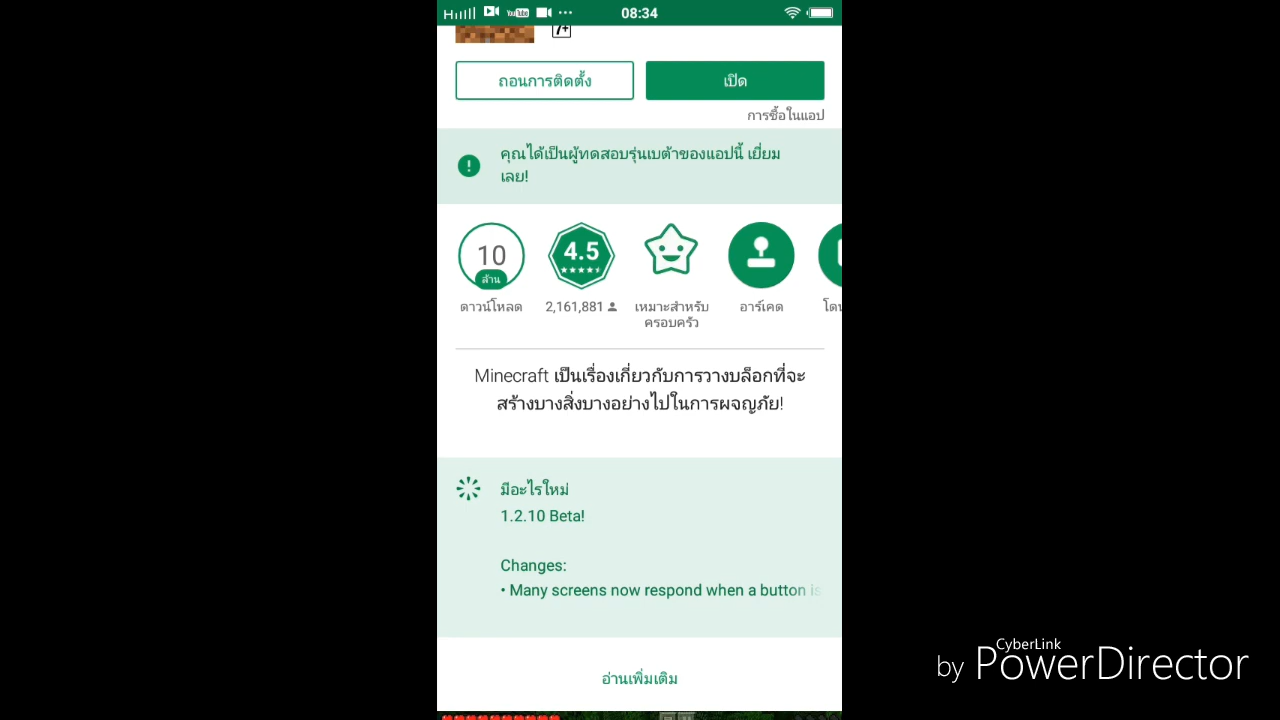 08:34
YouTube
7+
ถอนการติดตั้ง
เปิด
การซื้อในแอป
คุณได้เป็นผู้ทดสอบรุ่นเบต้าของแอปนี้ เยี่ยม
เลย!
10
ล้าน
ดาวน์โหลด
4.5
2,161,881
เหมาะสำหรับ
ครอบครัว
อาร์เคด
Minecraft เป็นเรื่องเกี่ยวกับการวางบล็อกที่จะ
สร้างบางสิ่งบางอย่างไปในการผจญภัย!
มีอะไรใหม่
1.2.10 Beta!
Changes:
• Many screens now respond when a button is
อ่านเพิ่มเติม
CyberLink
by PowerDirector